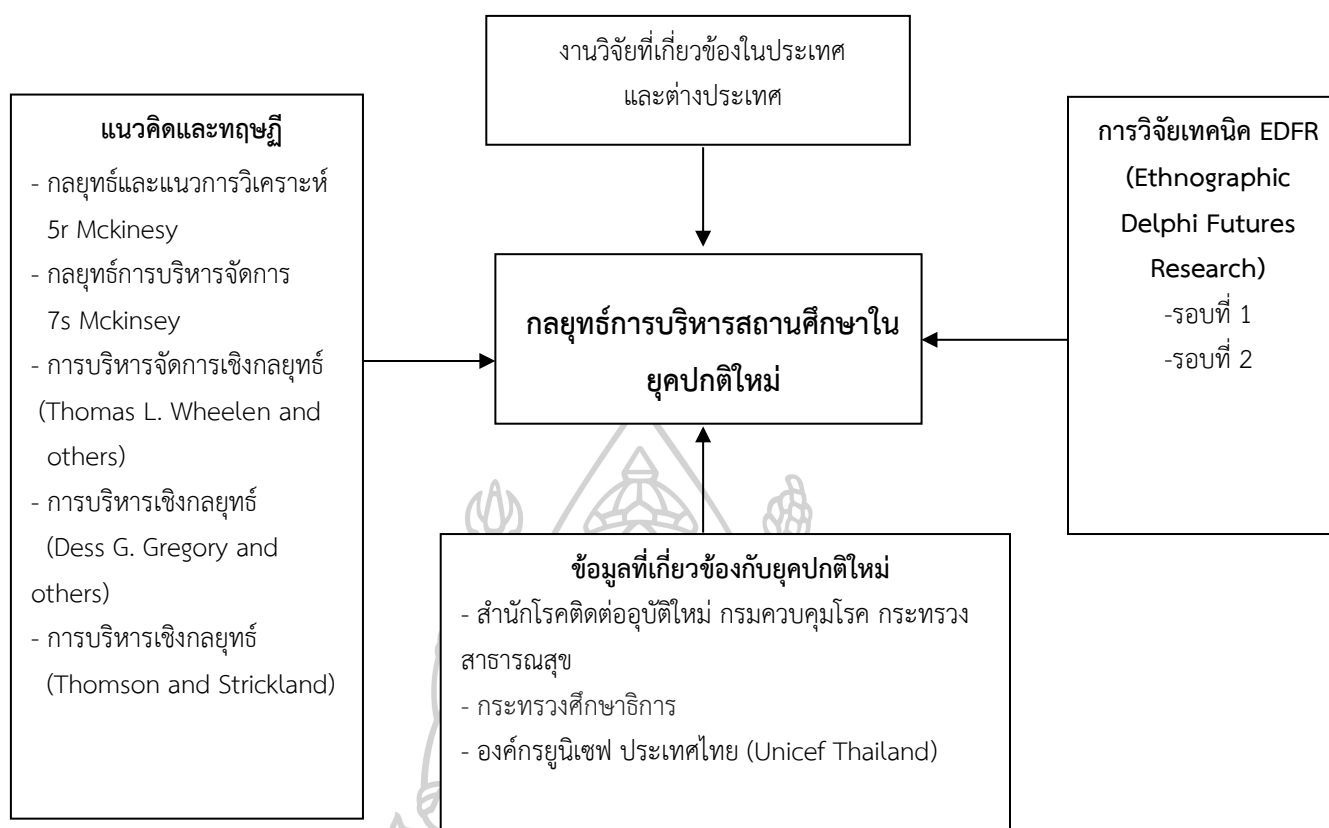 งานวิจัยที่เกี่ยวข้องในประเทศ
และต่างประเทศ
แนวคิดและทฤษฏี
- กลยุทธ์และแนวการวิเคราะห์
5r Mckinesy
- กลยุทธ์การบริหารจัดการ
7s Mckinsey
- การบริหารจัดการเชิงกลยุทธ์
(Thomas L. Wheelen and
others)
- การบริหารเชิงกลยุทธ์
(Dess G. Gregory and
others)
- การบริหารเชิงกลยุทธ์
(Thomson and Strickland)
กลยุทธ์การบริหารสถานศึกษาใน
ยุคปกติใหม่
การวิจัยเทคนิค EDFR
(Ethnographic
Delphi Futures
Research)
-รอบที่ 1
-รอบที่ 2
ข้อมูลที่เกี่ยวข้องกับยุคปกติใหม่
- สำนักโรคติดต่ออุบัติใหม่ กรมควบคุมโรค กระทรวง
สาธารณสุข
- กระทรวงศึกษาธิการ
- องค์กรยูนิเซฟ ประเทศไทย (Unicef Thailand)